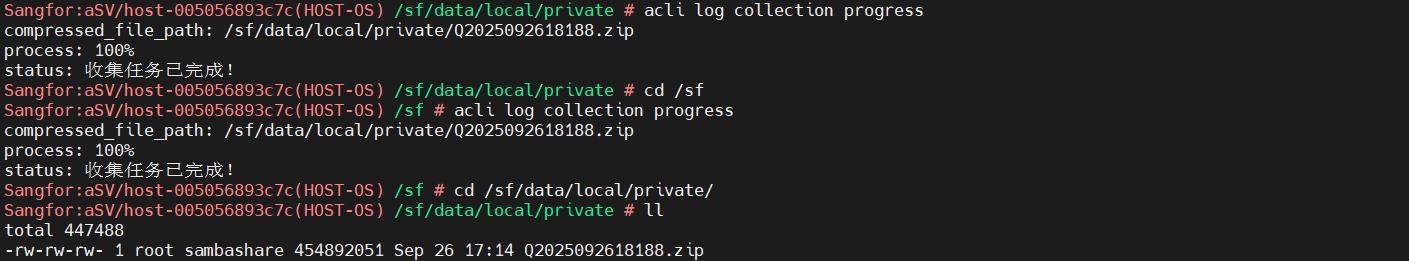 Sangfor:aSV/host-005056893c7c(HOST-OS) /sf/data/local/private # acli log collection progress
compressed_file_path: /sf/data/local/private/Q2025092618188.zip
process: 100%
status: 收集任务已完成!
Sangfor:aSV/host-005056893c7c(HOST-OS) /sf/data/local/private # cd /sf
Sangfor:aSV/host-005056893c7c(HOST-OS) /sf # acli log collection progress
compressed_file_path: /sf/data/local/private/Q2025092618188.zip
process: 100%
status: 收集任务已完成!
Sangfor:aSV/host-005056893c7c(HOST-OS) /sf # cd /sf/data/local/private/
Sangfor:aSV/host-005056893c7c(HOST-OS) /sf/data/local/private # ll
total 447488
-rw-rw-rw- 1 root sambashare 454892051 Sep 26 17:14 Q2025092618188.zip